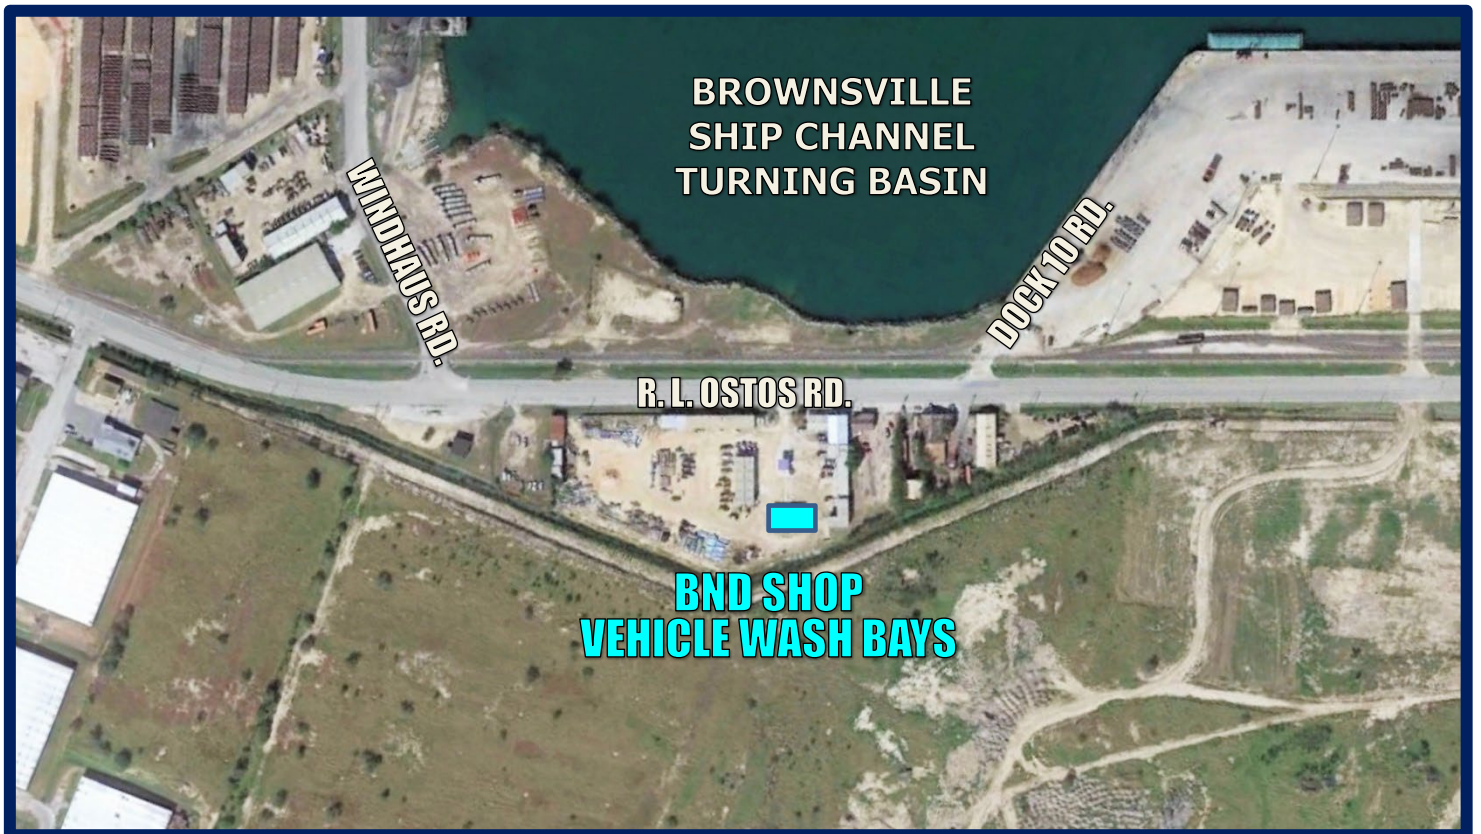 BROWNSVILLE
SHIP CHANNEL
TURNING BASIN
WINDHAUS RD.
DOCK 10 RD.
R. L. OSTOS RD.
BND SHOP
VEHICLE WASH BAYS